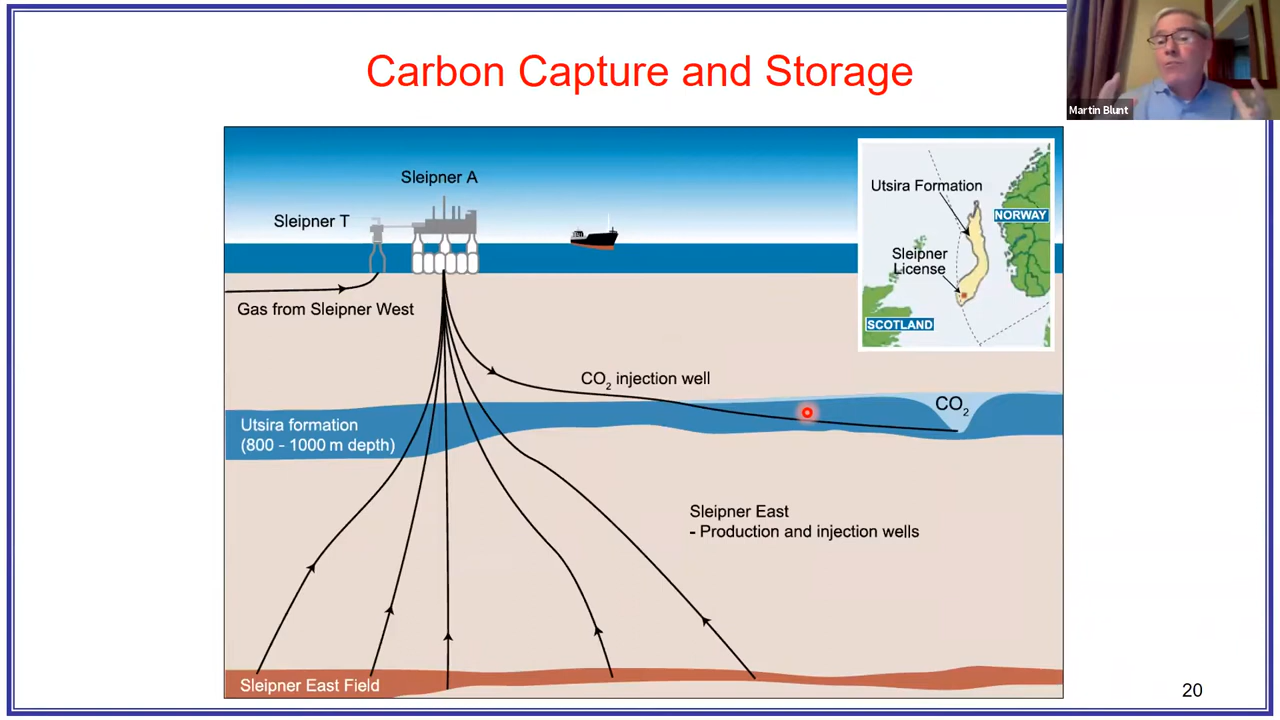 Carbon Capture and Storage
Martin Blunt
Sleipner A
Sleipner T
Utsira Formation
NORWAY
Sleipner
License
SCOTLAND
Gas from Sleipner West
CO₂ injection well
CO₂
Utsira formation
(800 - 1000 m depth)
Sleipner East
- Production and injection wells
Sleipner East Field
20